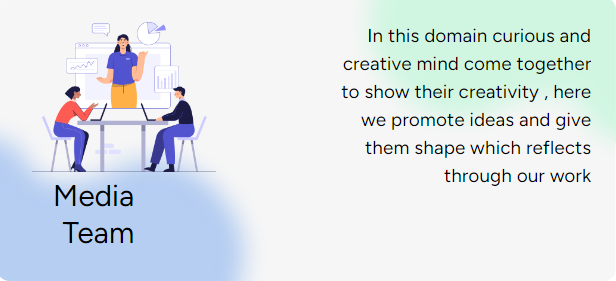 In this domain curious and
creative mind come together
to show their creativity , here
we promote ideas and give
them shape which reflects
through our work
Media
Team